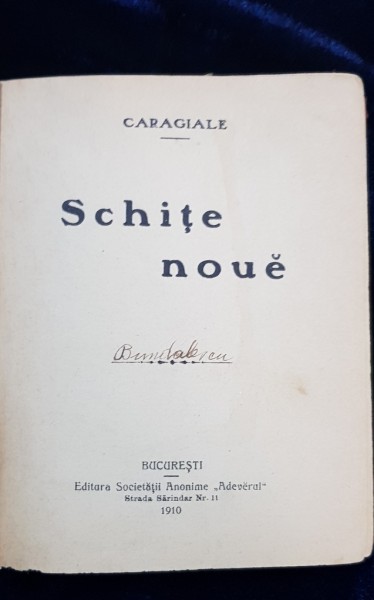 CARAGIALE
Schițe
nouĕ
BUCUREȘTI
Editura Societății Anonime „Adevĕrul“
Strada Sărindar Nr. 11
1910